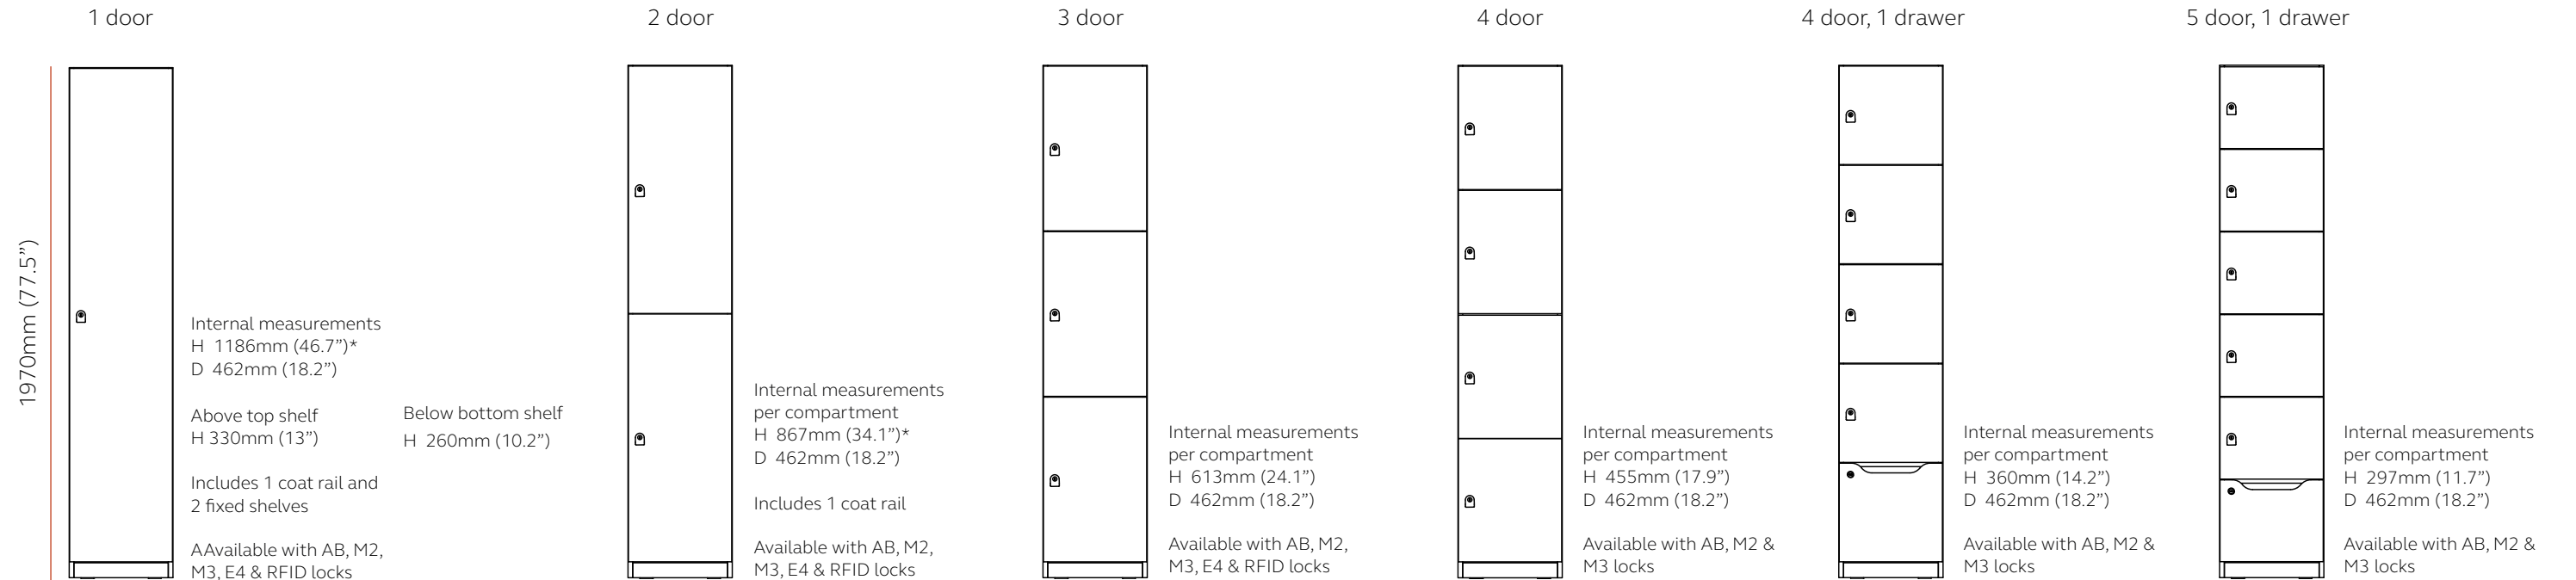 1 door
2 door
3 door
4 door
4 door, 1 drawer
5 door, 1 drawer
1970mm (77.5”)
Internal measurements
H 1186mm (46.7”)*
D 462mm (18.2”)
Above top shelf
H 330mm (13”)
Includes 1 coat rail and
2 fixed shelves
AAvailable with AB, M2,
M3, E4 & RFID locks
Below bottom shelf
H 260mm (10.2”)
Internal measurements
per compartment
H 867mm (34.1”)*
D 462mm (18.2”)
Includes 1 coat rail
Available with AB, M2,
M3, E4 & RFID locks
Internal measurements
per compartment
H 613mm (24.1”)
D 462mm (18.2”)
Available with AB, M2,
M3, E4 & RFID locks
Internal measurements
per compartment
H 455mm (17.9”)
D 462mm (18.2”)
Available with AB, M2 &
M3 locks
Internal measurements
per compartment
H 360mm (14.2”)
D 462mm (18.2”)
Available with AB, M2 &
M3 locks
Internal measurements
per compartment
H 297mm (11.7”)
D 462mm (18.2”)
Available with AB, M2 &
M3 locks